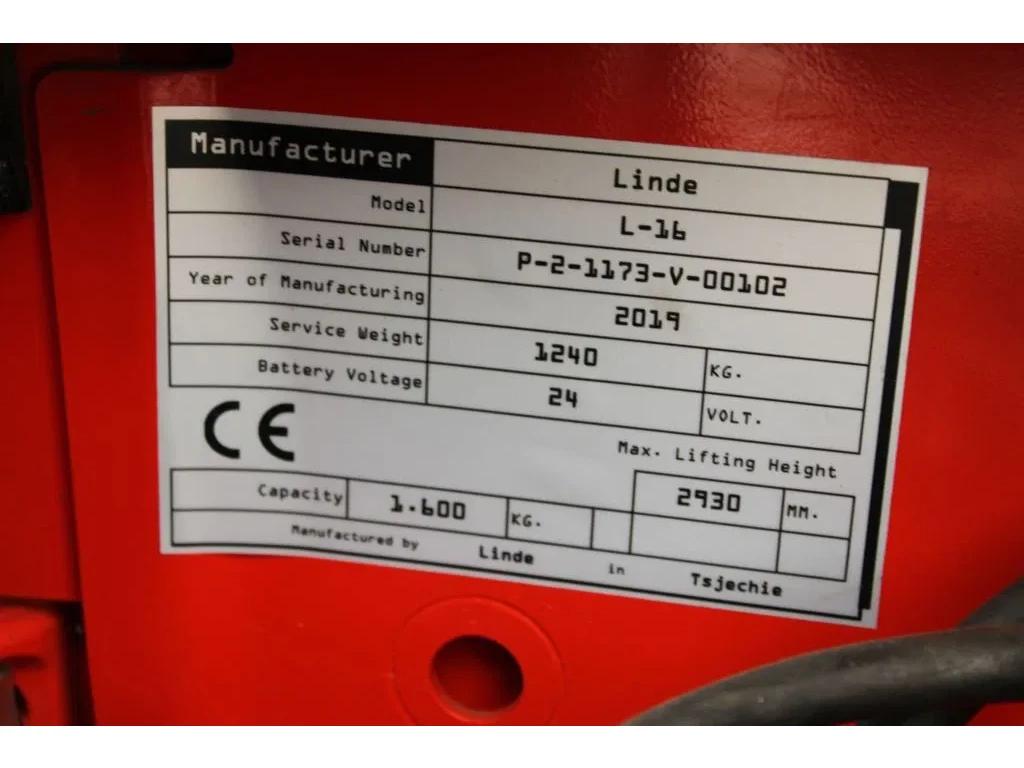 Manufacturer Linde
Model L-16
Serial Number P-2-1173-V-00102
Year of Manufacturing 2019
Service Weight 1240 KG.
Battery Voltage 24 VOLT.
CE
Max. Lifting Height
2930 MM.
Capacity 1.600 KG.
Manufactured by Linde in Tsjechie